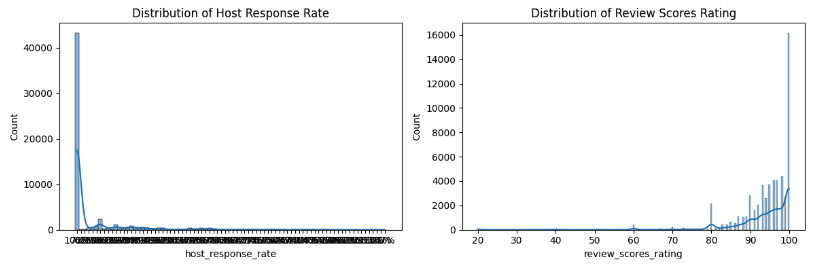 Distribution of Host Response Rate
Distribution of Review Scores Rating
Count
40000
30000
20000
10000
0
host_response_rate
Count
16000
14000
12000
10000
8000
6000
4000
2000
0
20 30 40 50 60 70 80 90 100
review_scores_rating